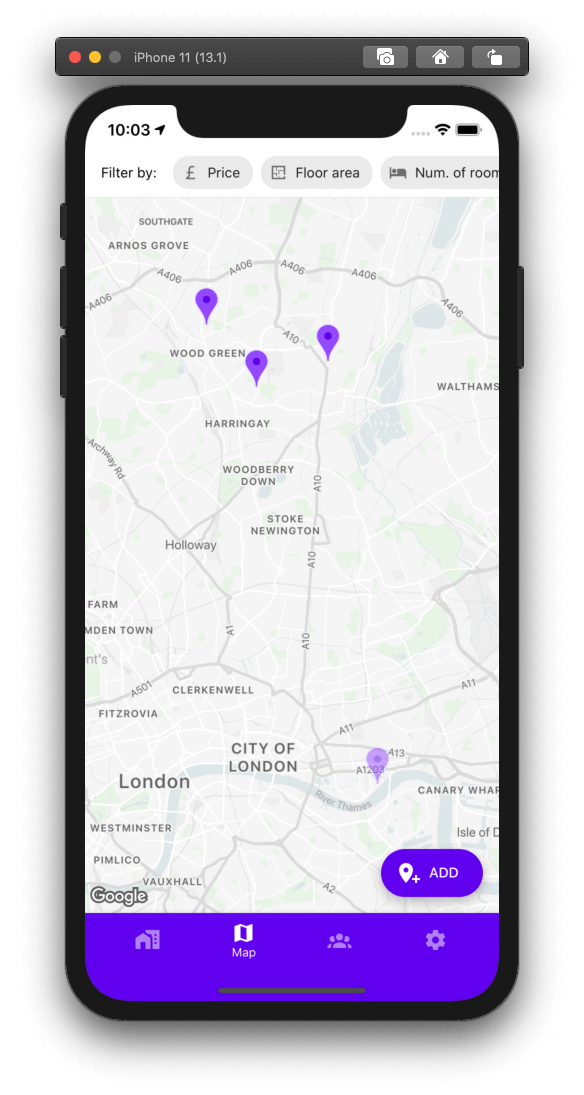 iPhone 11 (13.1)
10:03
Filter by:
£ Price
Floor area
Num. of room
SOUTHGATE
ARNOS GROVE
A406
A406
A406
A406
A406
A406
A10
WOOD GREEN
WALTHAMS
HARRINGAY
Archway Rd
WOODBERRY
DOWN
A10
STOKE
NEWINGTON
Holloway
A10
FARM
MDEN TOWN
A1
A10
nt's
A501
CLERKENWELL
A11
FITZROVIA
A11
CITY OF
LONDON
A13
A1203
London
CANARY WHAR
River Thames
WESTMINSTER
Isle of D
PIMLICO
ADD
VAUXHALL
A2
Google
Map